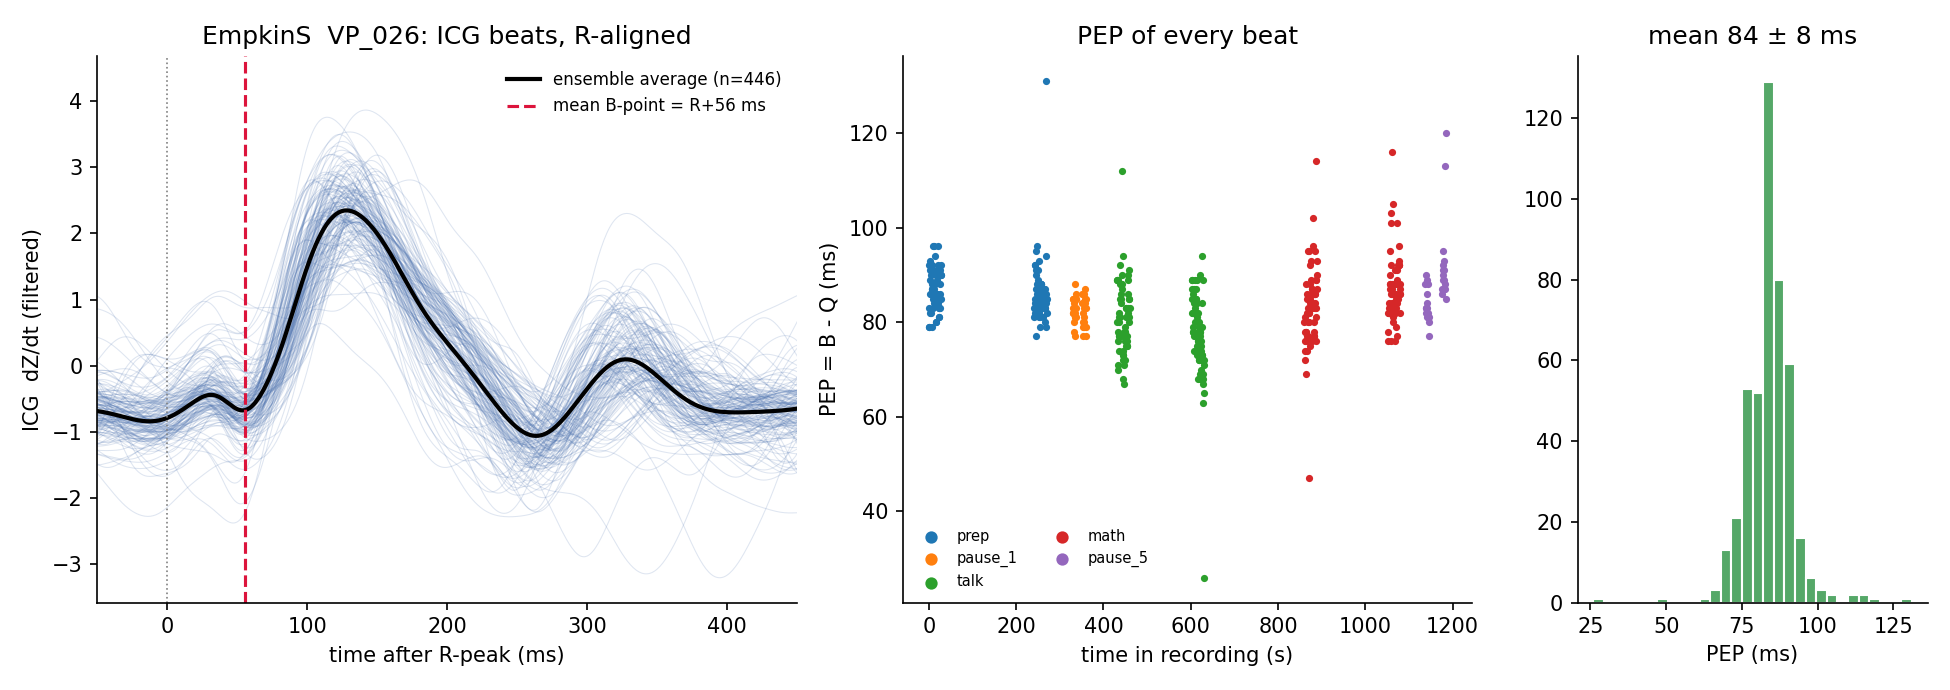 EmpkinS  VP_026: ICG beats, R-aligned
ensemble average (n=446)
mean B-point = R+56 ms
ICG  dZ/dt (filtered)
4
3
2
1
0
−1
−2
−3
0
100
200
300
400
time after R-peak (ms)
PEP of every beat
PEP = B - Q (ms)
120
100
80
60
40
prep
pause_1
talk
math
pause_5
0
200
400
600
800
1000
1200
time in recording (s)
mean 84 ± 8 ms
120
100
80
60
40
20
0
25
50
75
100
125
PEP (ms)